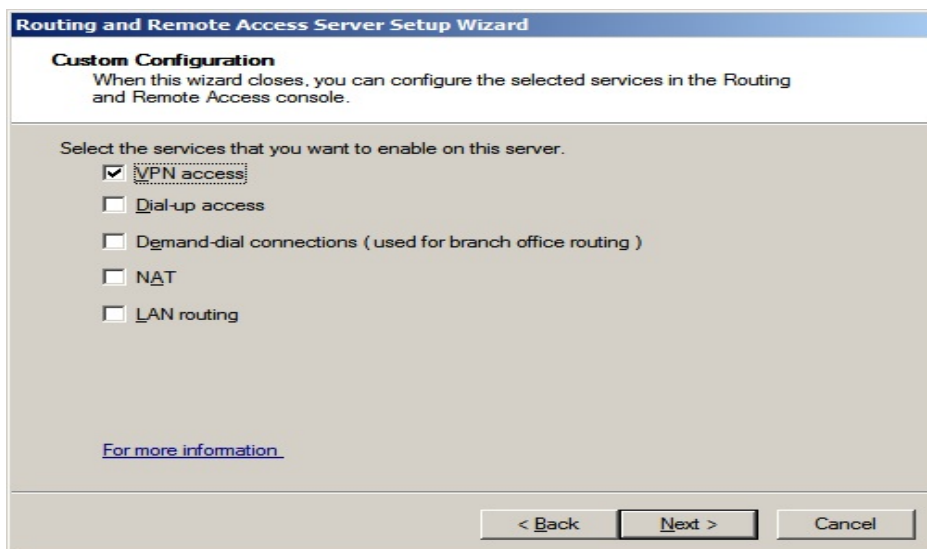 Routing and Remote Access Server Setup Wizard
Custom Configuration
When this wizard closes, you can configure the selected services in the Routing
and Remote Access console.
Select the services that you want to enable on this server.
VPN access
Dial-up access
Demand-dial connections ( used for branch office routing )
NAT
LAN routing
For more information
< Back Next > Cancel